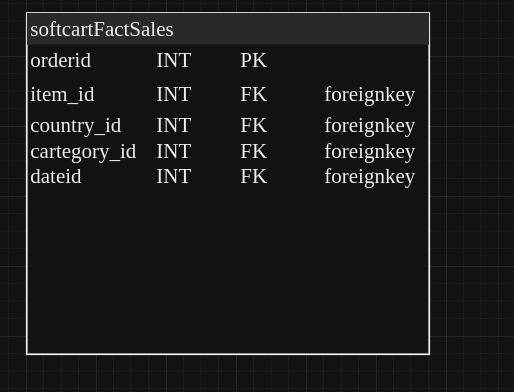 softcartFactSales
orderid INT PK
item_id INT FK foreignkey
country_id INT FK foreignkey
cartegory_id INT FK foreignkey
dateid INT FK foreignkey